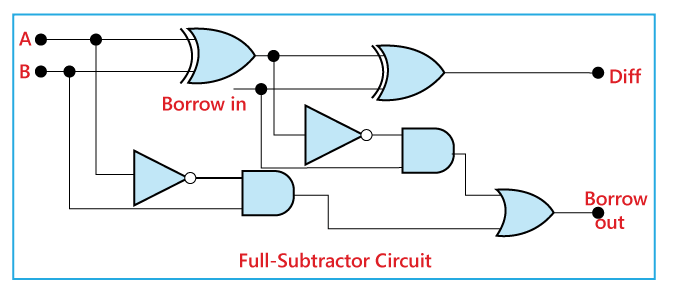 A
B
Borrow in
Diff
Borrow
out
Full-Subtractor Circuit